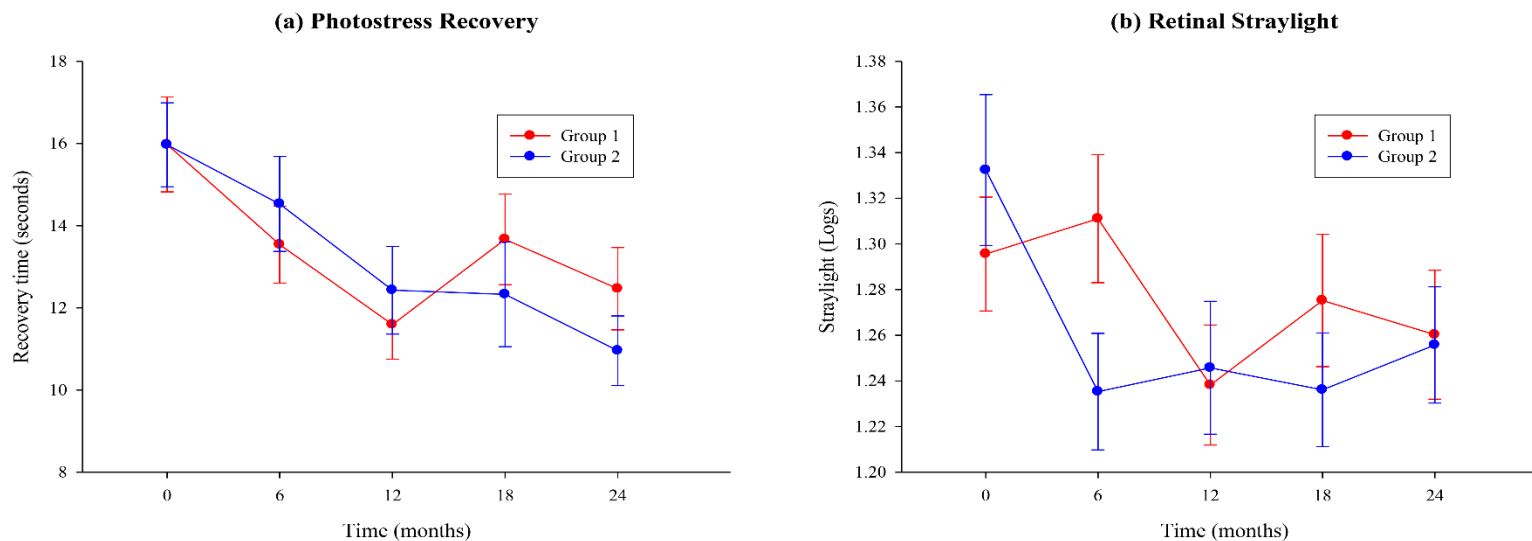 (a) Photostress Recovery
18
16
14
12
10
8
Recovery time (seconds)
Group 1
Group 2
0 6 12 18 24
Time (months)
(b) Retinal Straylight
1.38
1.36
1.34
1.32
1.30
1.28
1.26
1.24
1.22
1.20
Straylight (Logs)
Group 1
Group 2
0 6 12 18 24
Time (months)